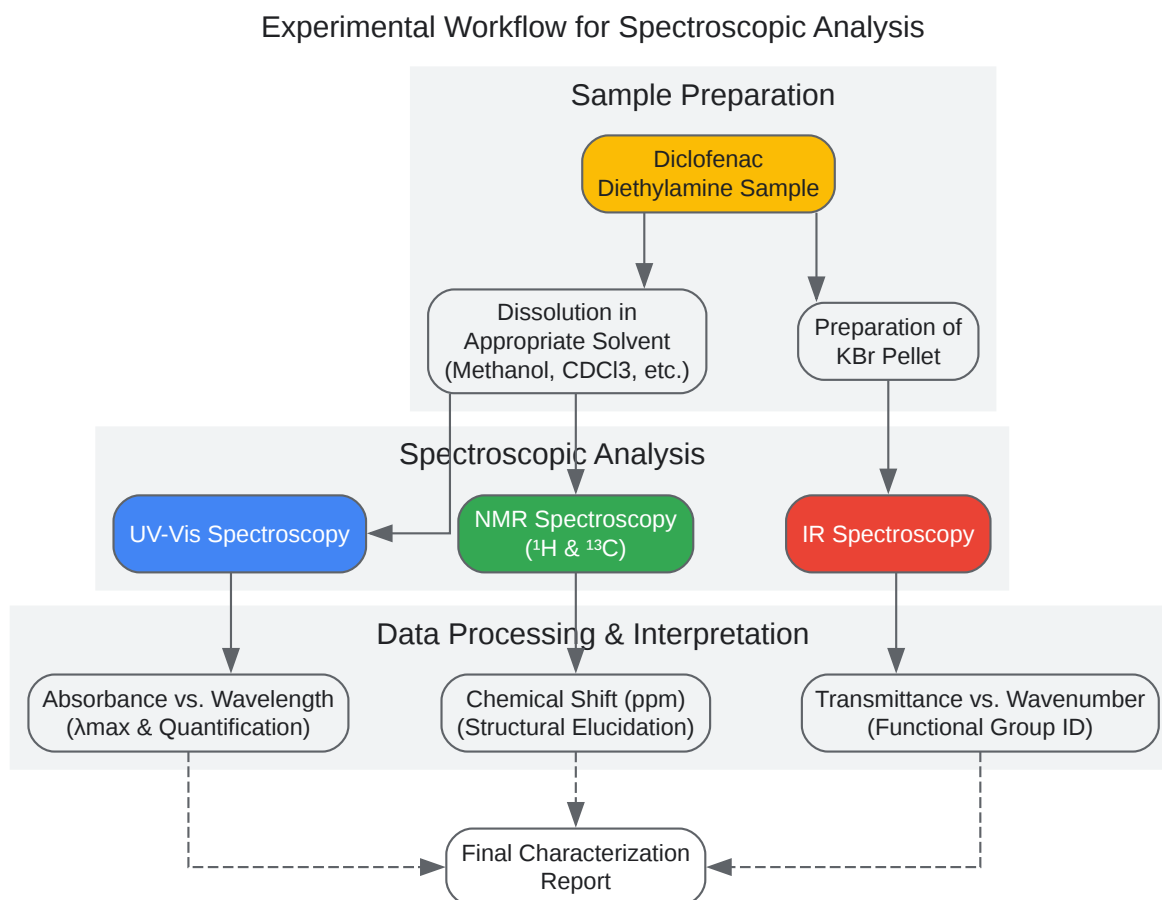 Experimental Workflow for Spectroscopic Analysis
Sample Preparation
Diclofenac
Diethylamine Sample
Dissolution in
Appropriate Solvent
(Methanol, CDCl3, etc.)
Preparation of
KBr Pellet
Spectroscopic Analysis
UV-Vis Spectroscopy
NMR Spectroscopy
(¹H & ¹³C)
IR Spectroscopy
Data Processing & Interpretation
Absorbance vs. Wavelength
(λmax & Quantification)
Chemical Shift (ppm)
(Structural Elucidation)
Transmittance vs. Wavenumber
(Functional Group ID)
Final Characterization
Report